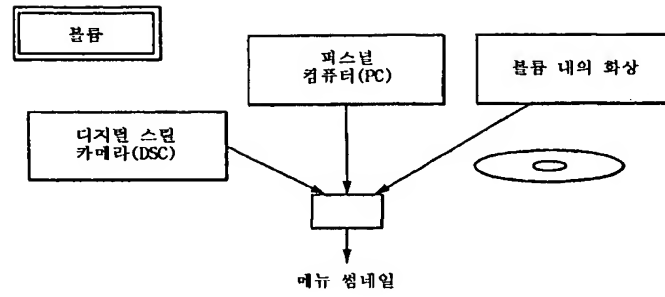 볼륨
퍼스널
컴퓨터(PC)
볼륨 내의 화상
디지털 스틸
카메라(DSC)
메뉴 썸네일